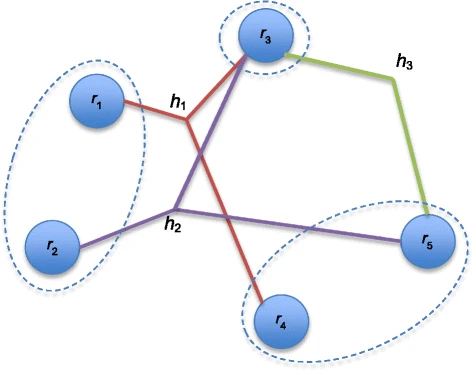 r₃
h₃
r₁
h₁
h₂
r₂
r₅
r₄